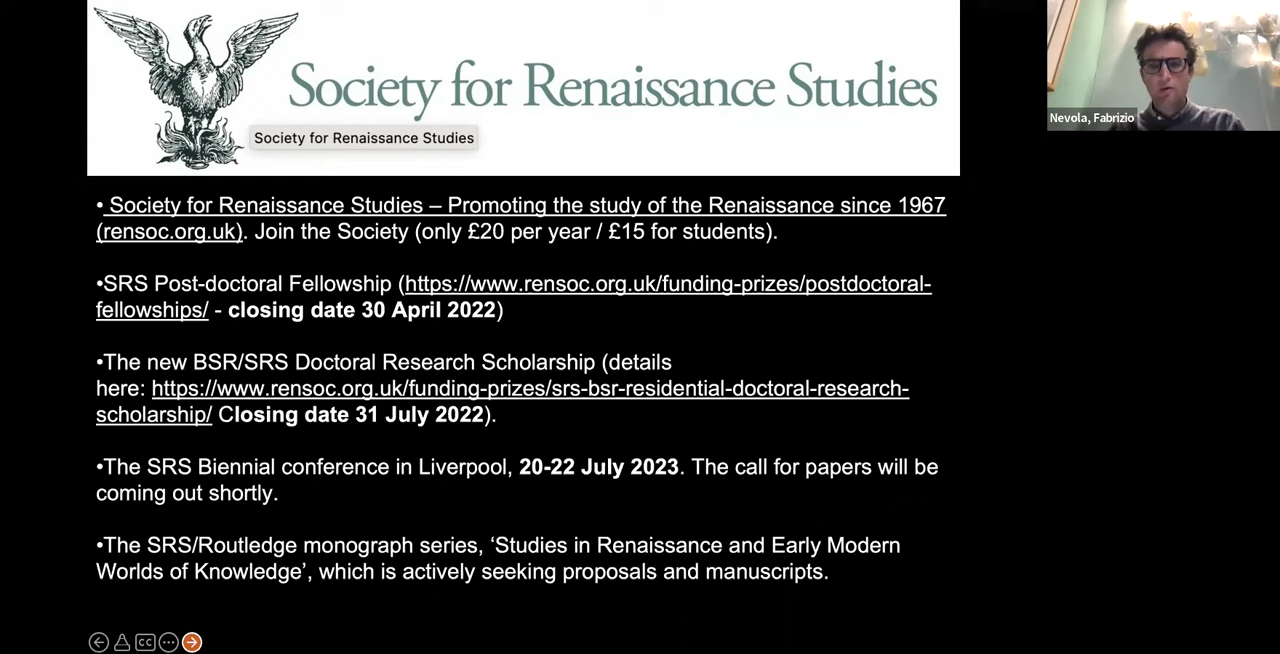 Society for Renaissance Studies
Society for Renaissance Studies
Nevola, Fabrizio
• Society for Renaissance Studies – Promoting the study of the Renaissance since 1967
(rensoc.org.uk). Join the Society (only £20 per year / £15 for students).
•SRS Post-doctoral Fellowship (https://www.rensoc.org.uk/funding-prizes/postdoctoral-
fellowships/ - closing date 30 April 2022)
•The new BSR/SRS Doctoral Research Scholarship (details
here: https://www.rensoc.org.uk/funding-prizes/srs-bsr-residential-doctoral-research-
scholarship/ Closing date 31 July 2022).
•The SRS Biennial conference in Liverpool, 20-22 July 2023. The call for papers will be
coming out shortly.
•The SRS/Routledge monograph series, ‘Studies in Renaissance and Early Modern
Worlds of Knowledge’, which is actively seeking proposals and manuscripts.
CC